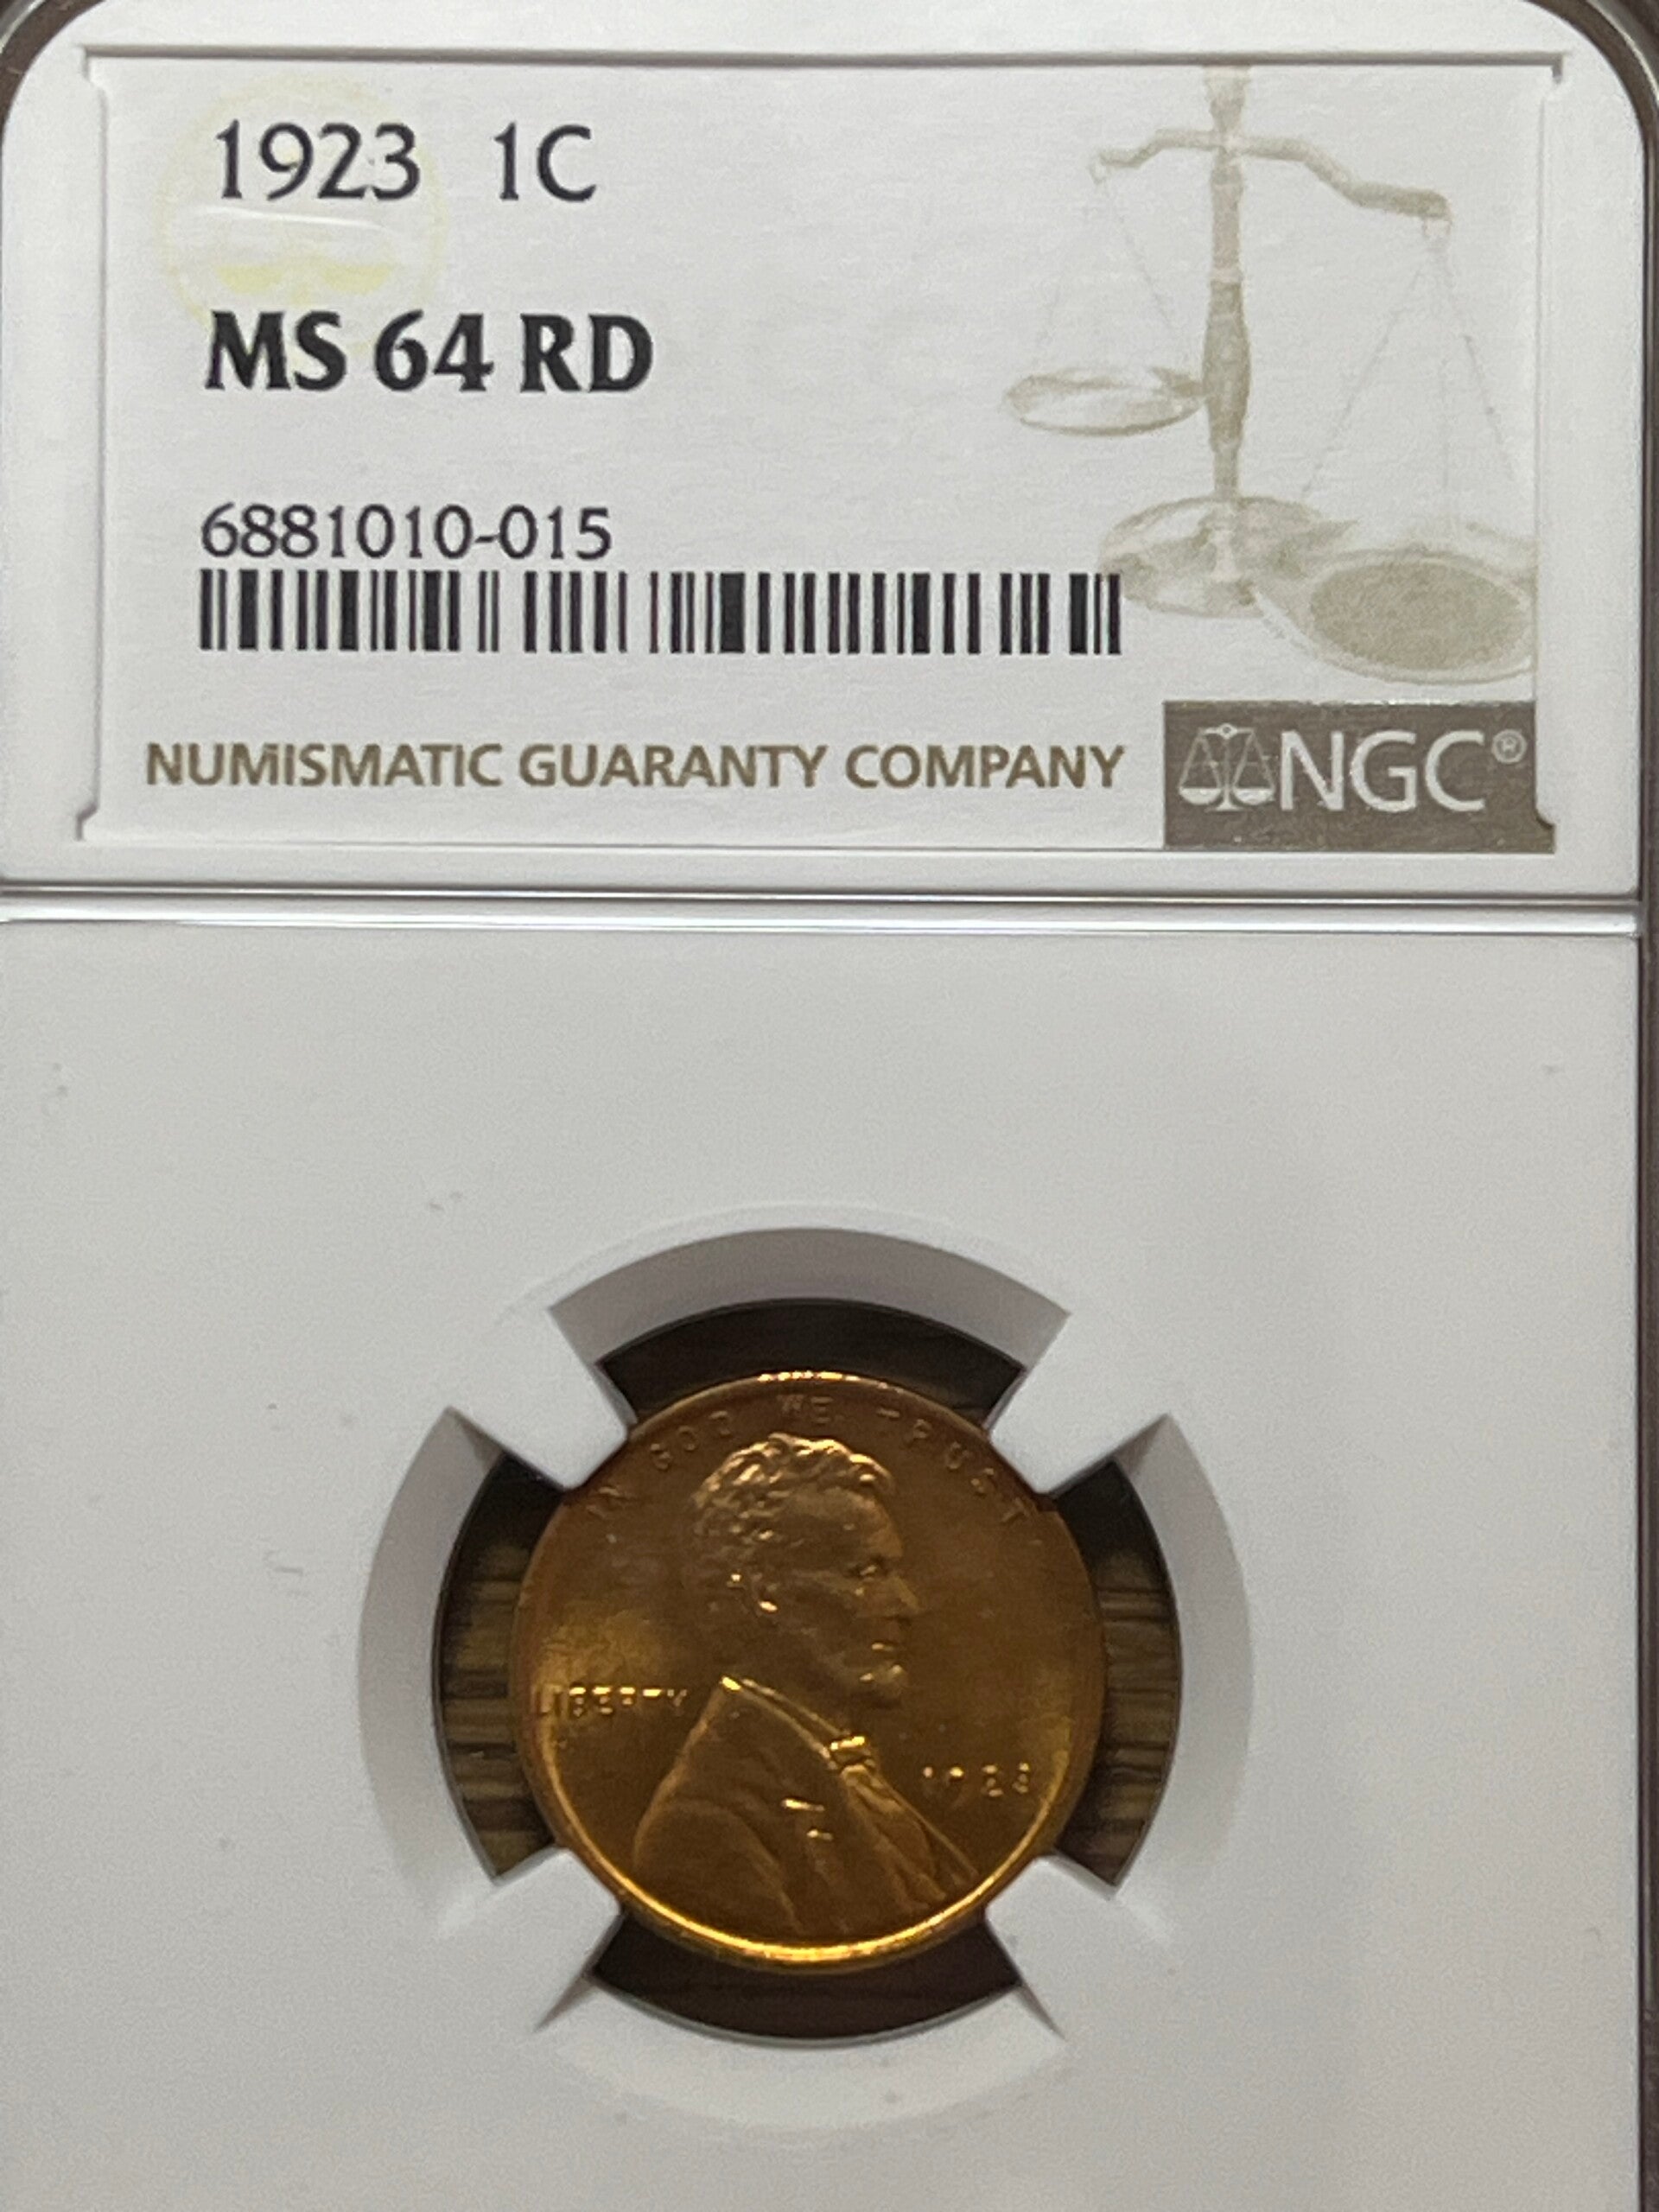 1923 1C
MS 64 RD
6881010-015
NUMISMATIC GUARANTY COMPANY
NGC®
IN GOD WE TRUST
LIBERTY
1923